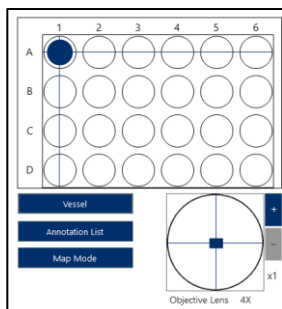 1 2 3 4 5 6
A
B
C
D
Vessel
Annotation List
Map Mode
+
−
x1
Objective Lens 4X